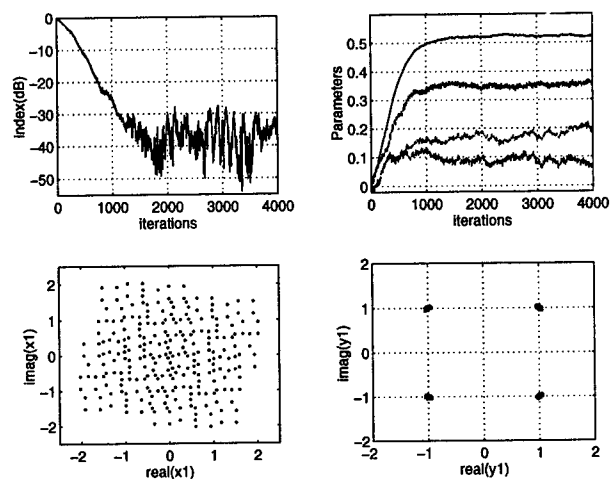 0
−10
−20
−30
−40
−50
index(dB)
0 1000 2000 3000 4000
iterations
0.5
0.4
0.3
0.2
0.1
0
Parameters
0 1000 2000 3000 4000
iterations
2
1
0
−1
−2
imag(x1)
−2 −1 0 1 2
real(x1)
2
1
0
−1
−2
imag(y1)
−2 −1 0 1 2
real(y1)